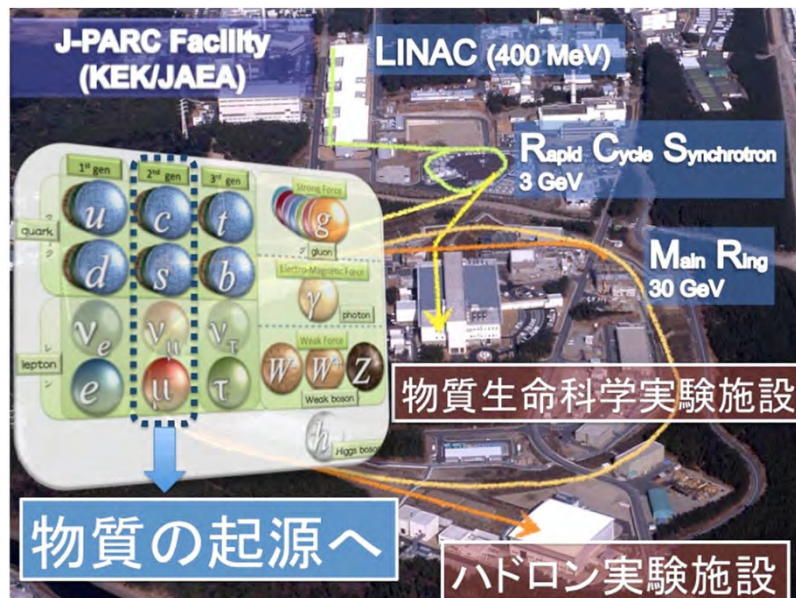 J-PARC Facility
(KEK/JAEA)
LINAC (400 MeV)
Rapid Cycle Synchrotron
3 GeV
Main Ring
30 GeV
1st gen
2nd gen
3rd gen
quark
u
c
t
d
s
b
lepton
νe
νμ
ντ
e
μ
τ
Strong Force
g
gluon
Electro-Magnetic Force
γ
photon
Weak Force
W+
W-
Z
Weak boson
h
Higgs boson
物質生命科学実験施設
物質の起源へ
ハドロン実験施設